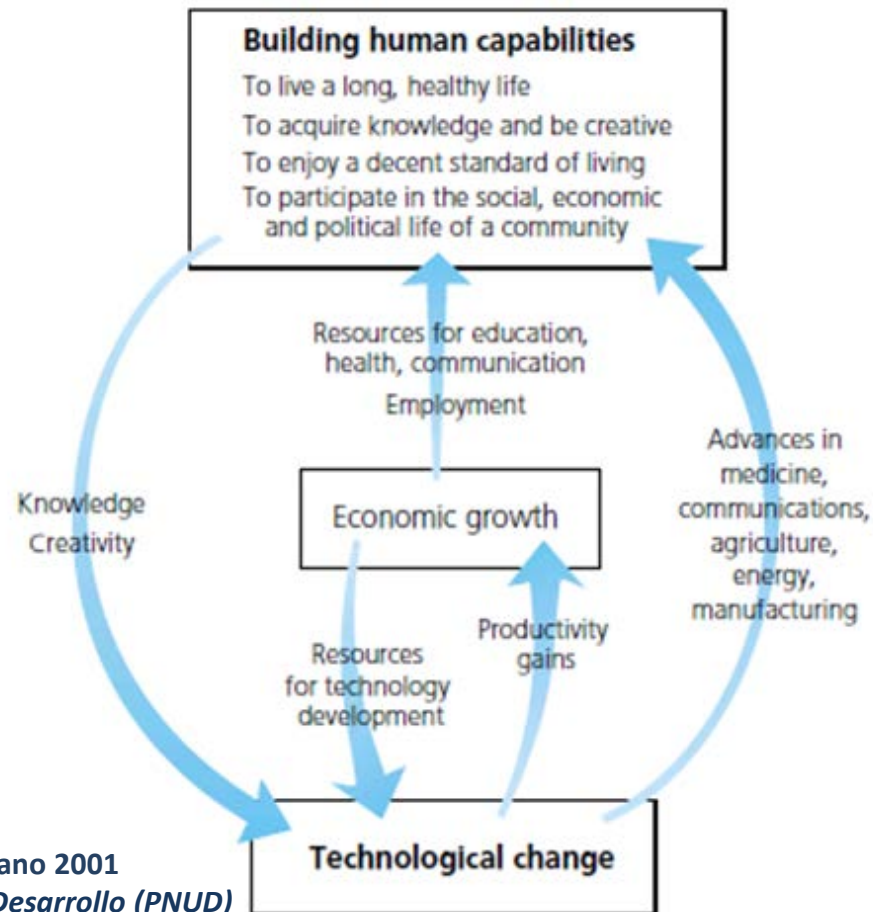 Building human capabilities
To live a long, healthy life
To acquire knowledge and be creative
To enjoy a decent standard of living
To participate in the social, economic
and political life of a community
Resources for education,
health, communication
Employment
Knowledge
Creativity
Advances in
medicine,
communications,
agriculture,
energy,
manufacturing
Economic growth
Resources
for technology
development
Productivity
gains
Technological change
2001
Desarrollo (PNUD)